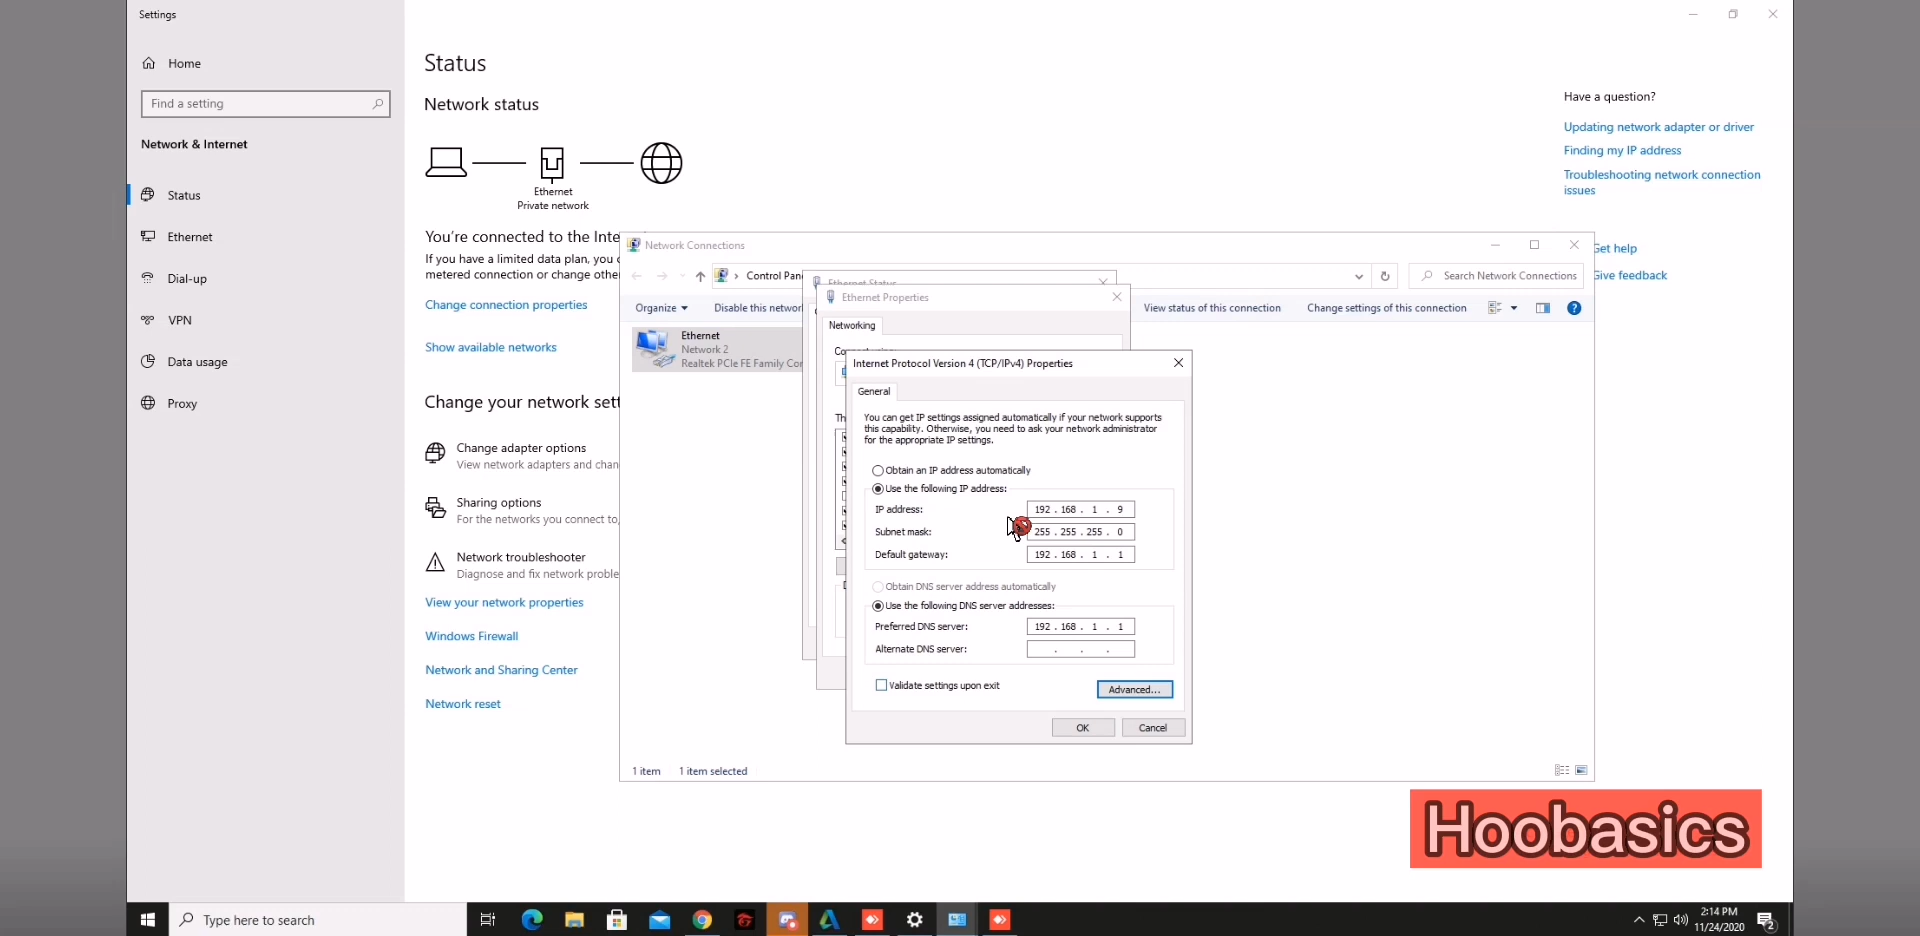 Settings
Home
Find a setting
Network & Internet
Status
Ethernet
Dial-up
VPN
Data usage
Proxy
Status
Network status
Ethernet
Private network
You're connected to the Inte
If you have a limited data plan, you
metered connection or change othe
Change connection properties
Show available networks
Change your network sett
Change adapter options
View network adapters and chan
Sharing options
For the networks you connect to,
Network troubleshooter
Diagnose and fix network proble
View your network properties
Windows Firewall
Network and Sharing Center
Network reset
Have a question?
Updating network adapter or driver
Finding my IP address
Troubleshooting network connection
issues
Get help
Give feedback
Network Connections
Control Pane
Search Network Connections
Organize
Disable this network
View status of this connection
Change settings of this connection
Ethernet
Network 2
Realtek PCIe FE Family Con
1 item
1 item selected
Ethernet Status
Ethernet Properties
Networking
Internet Protocol Version 4 (TCP/IPv4) Properties
General
You can get IP settings assigned automatically if your network supports
this capability. Otherwise, you need to ask your network administrator
for the appropriate IP settings.
Obtain an IP address automatically
Use the following IP address:
IP address: 192 . 168 . 1 . 9
Subnet mask: 255 . 255 . 255 . 0
Default gateway: 192 . 168 . 1 . 1
Obtain DNS server address automatically
Use the following DNS server addresses:
Preferred DNS server: 192 . 168 . 1 . 1
Alternate DNS server: . . .
Validate settings upon exit
Advanced...
OK
Cancel
Hoobasics
Type here to search
2:14 PM
11/24/2020
2